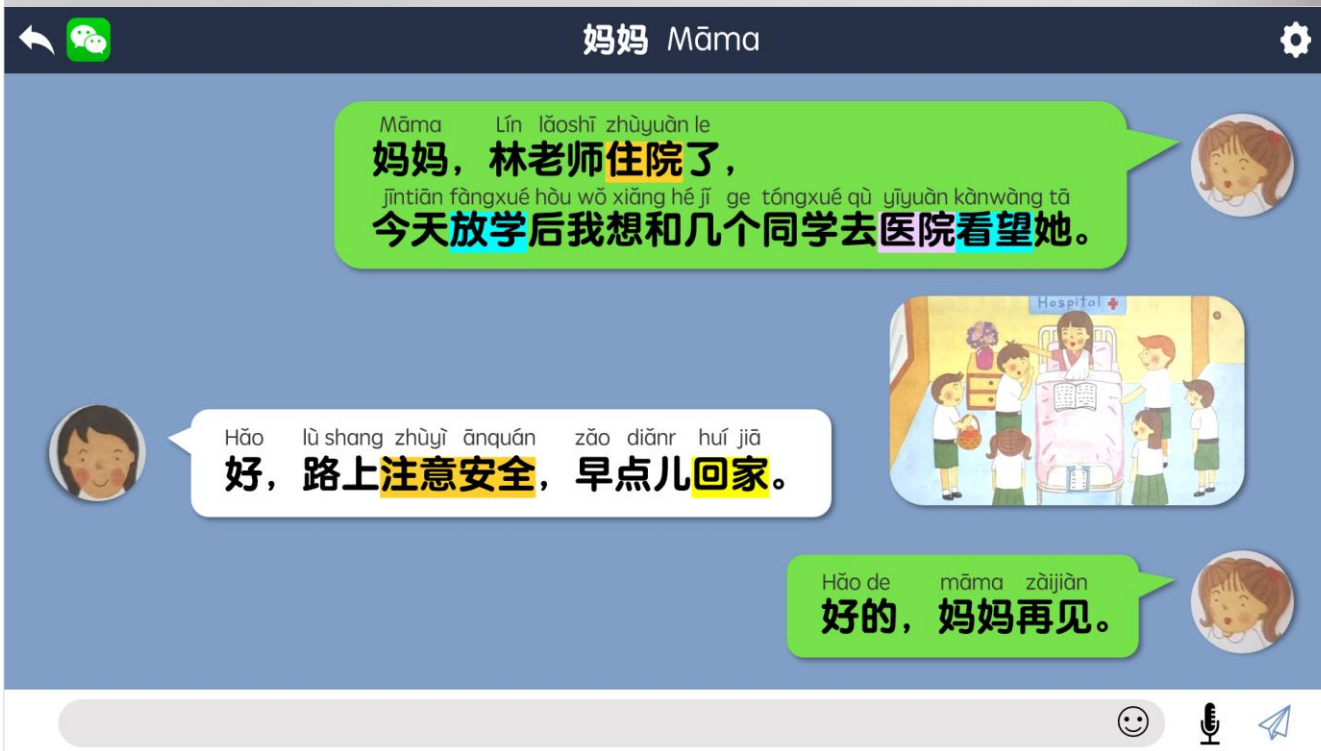 妈妈 Māma
Māma Lín lǎoshī zhùyuàn le
妈妈，林老师住院了，
jīntiān fàngxué hòu wǒ xiǎng hé jǐ ge tóngxué qù yīyuàn kànwàng tā
今天放学后我想和几个同学去医院看望她。
Hospital
Hǎo lù shang zhùyì ānquán zǎo diǎnr huí jiā
好，路上注意安全，早点儿回家。
Hǎo de māma zàijiàn
好的，妈妈再见。